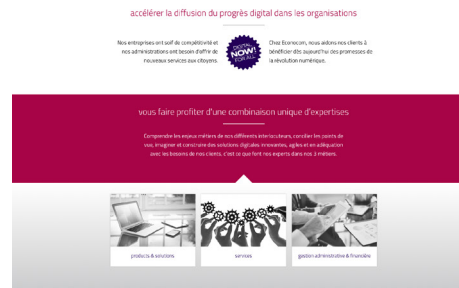 accélérer la diffusion du progrès digital dans les organisations
Nos entreprises ont soif de compétitivité et
nos administrations ont besoin d'offre de
nouveaux services aux citoyens.
DIGITAL
NOW!
FOR ALL
Chez Econocom, nous aidons nos clients à
bénéficier dès aujourd'hui des promesses de
la révolution numérique.
vous faire profiter d'une combinaison unique d'expertises
Comprendre les enjeux métiers de nos différents interlocuteurs, concilier les points de
vue, imaginer et construire des solutions digitales innovantes, agiles et en adéquation
avec les besoins de nos clients, c'est ce que font nos experts dans nos 3 métiers.
products & solutions
services
gestion administrative & financière